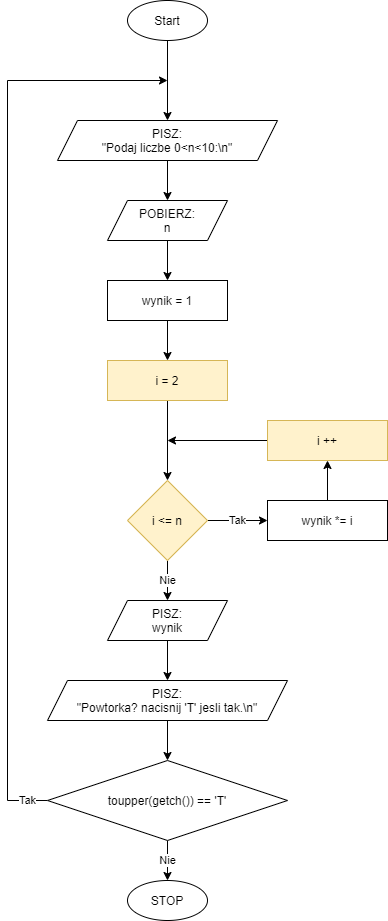 Start
PISZ:
"Podaj liczbe 0<n<10:\n"
POBIERZ:
n
wynik = 1
i = 2
i ++
i <= n
Tak
wynik *= i
Nie
PISZ:
wynik
PISZ:
"Powtorka? nacisnij 'T' jesli tak.\n"
Tak
toupper(getch()) == 'T'
Nie
STOP